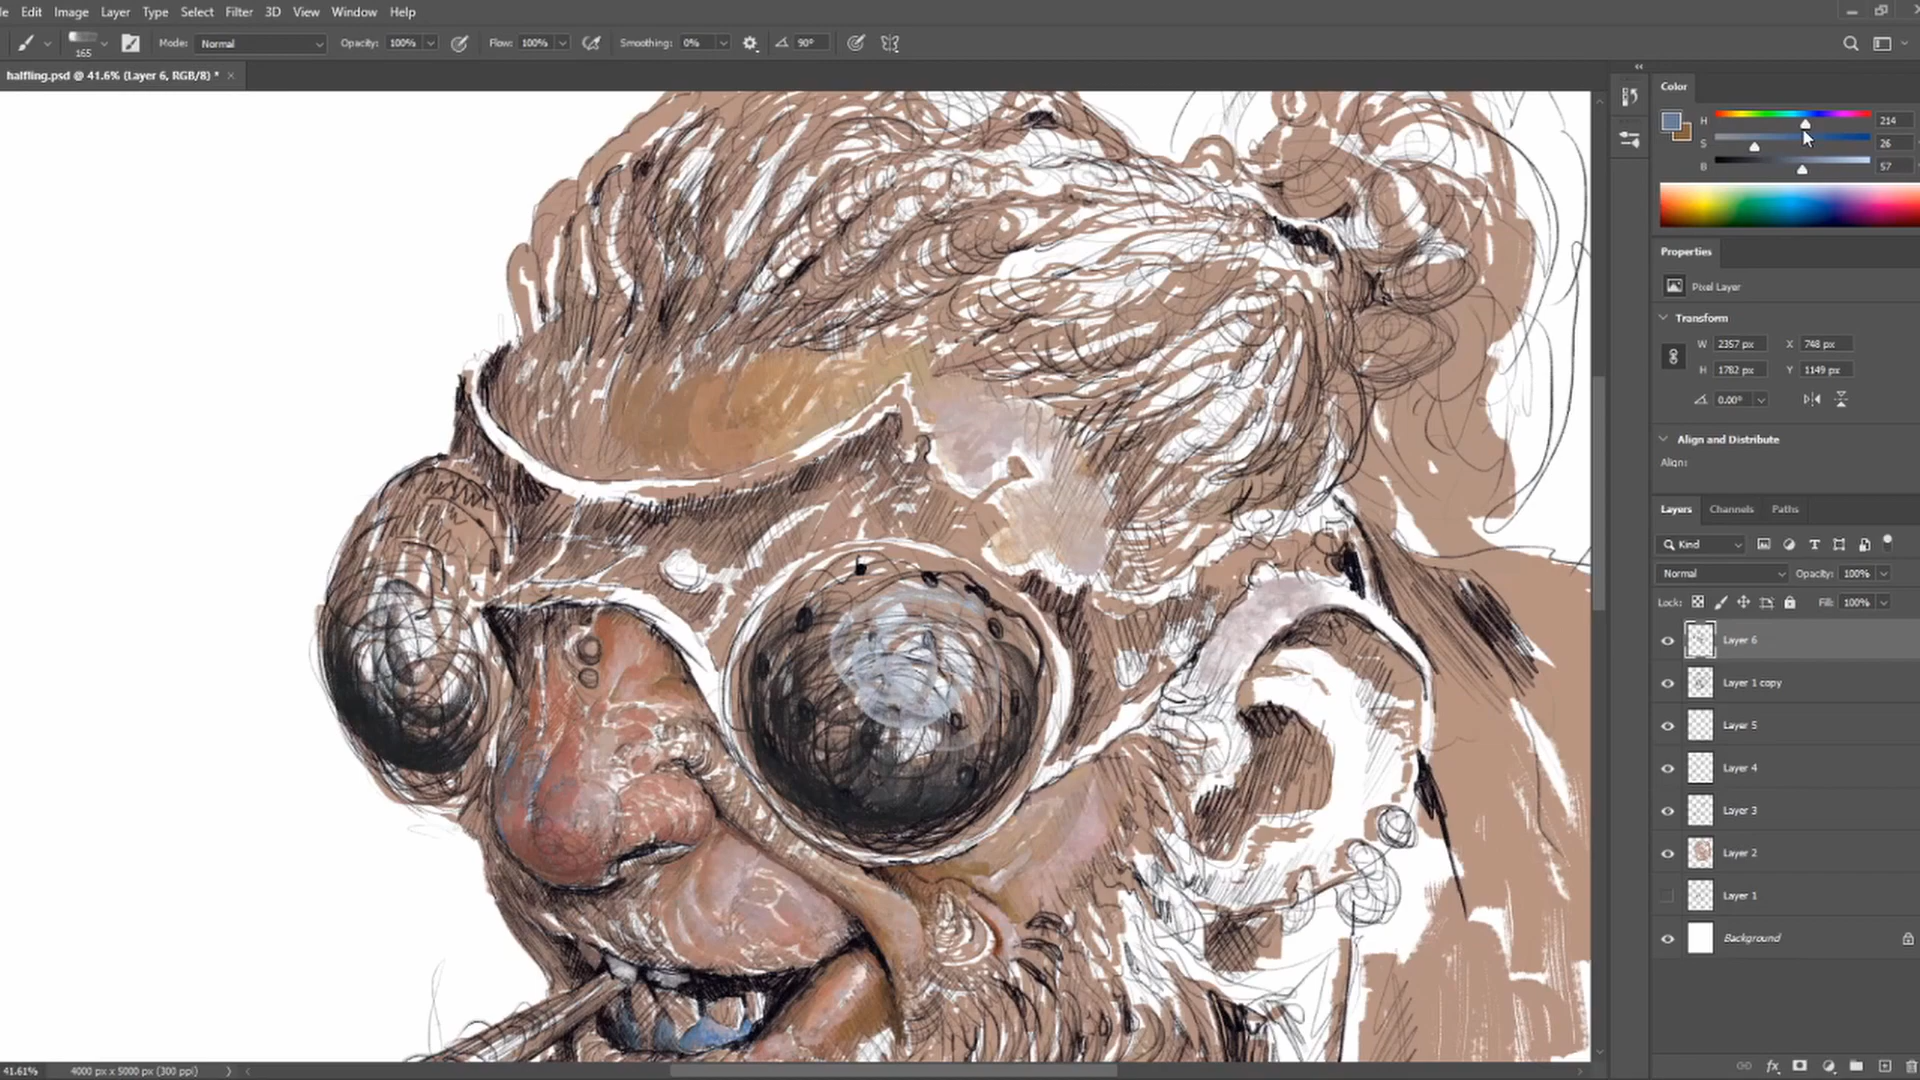 le Edit Image Layer Type Select Filter 3D View Window Help
165 Mode: Normal Opacity: 100% Flow: 100% Smoothing: 0% 90°
halfling.psd @ 41.6% (Layer 6, RGB/8) *
Color
H 214
S 26
B 57
Properties
Pixel Layer
Transform
W 2357 px X 748 px
H 1782 px Y 1149 px
0.00°
Align and Distribute
Align:
Layers Channels Paths
Kind
Normal Opacity: 100%
Lock: Fill: 100%
Layer 6
Layer 1 copy
Layer 5
Layer 4
Layer 3
Layer 2
Layer 1
Background
41.61% 4000 px x 5000 px (300 ppi)